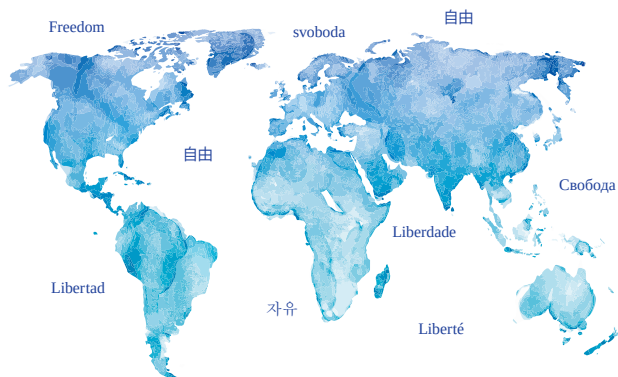 自由
Freedom
svoboda
自由
Свобода
Liberdade
Libertad
자유
Liberté